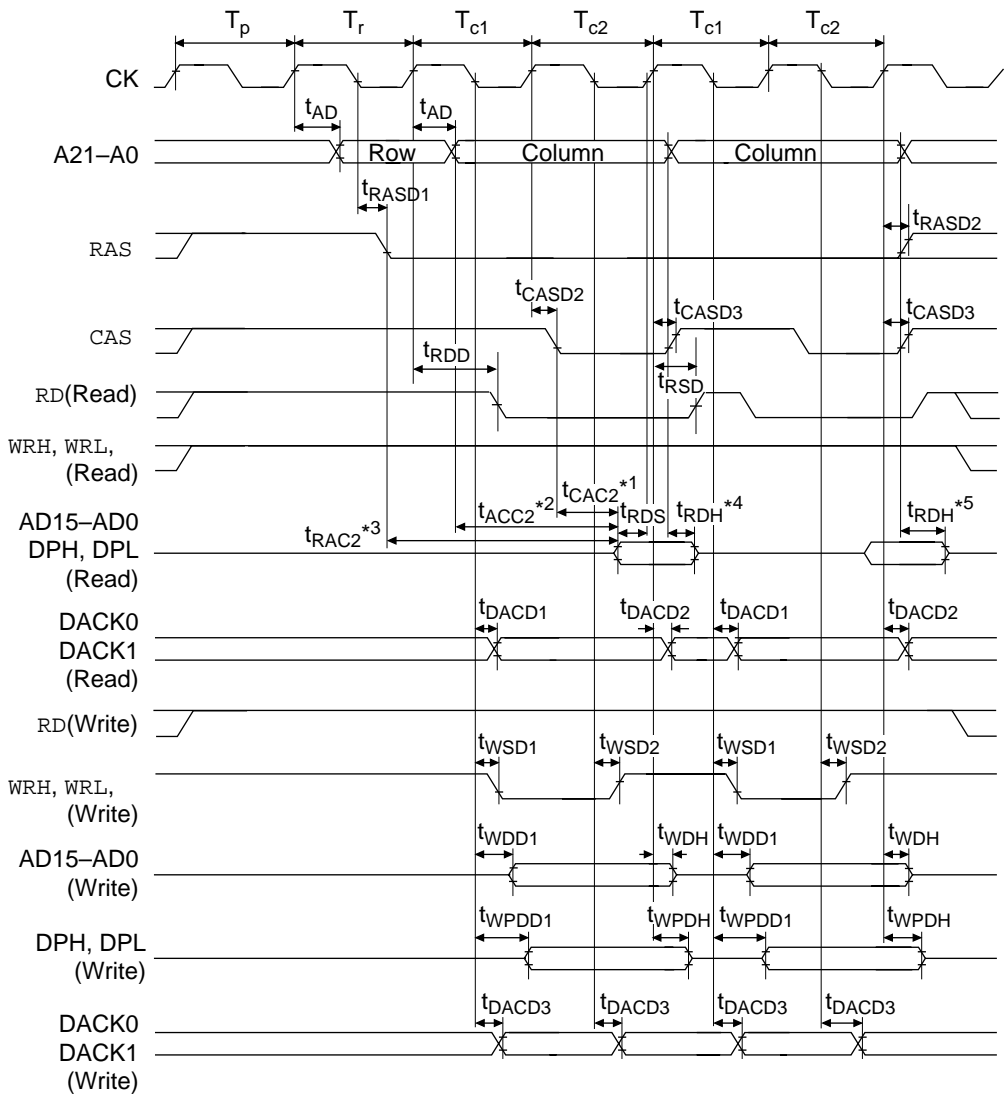 Tp Tr Tc1 Tc2 Tc1 Tc2
CK
tAD tAD
A21–A0 Row Column Column
tRASD1
tRASD2
RAS
tCASD2 tCASD3 tCASD3
CAS
tRDD tRSD
RD(Read)
WRH, WRL,
(Read)
tCAC2*1
AD15–AD0 tACC2*2 tRDS tRDH*4 tRDH*5
DPH, DPL tRAC2*3
(Read)
DACK0 tDACD1 tDACD2 tDACD1 tDACD2
DACK1
(Read)
RD(Write)
tWSD1 tWSD2 tWSD1 tWSD2
WRH, WRL,
(Write)
AD15–AD0 tWDD1 tWDH tWDD1 tWDH
(Write)
DPH, DPL tWPDD1 tWPDH tWPDD1 tWPDH
(Write)
tDACD3 tDACD3 tDACD3 tDACD3
DACK0
DACK1
(Write)